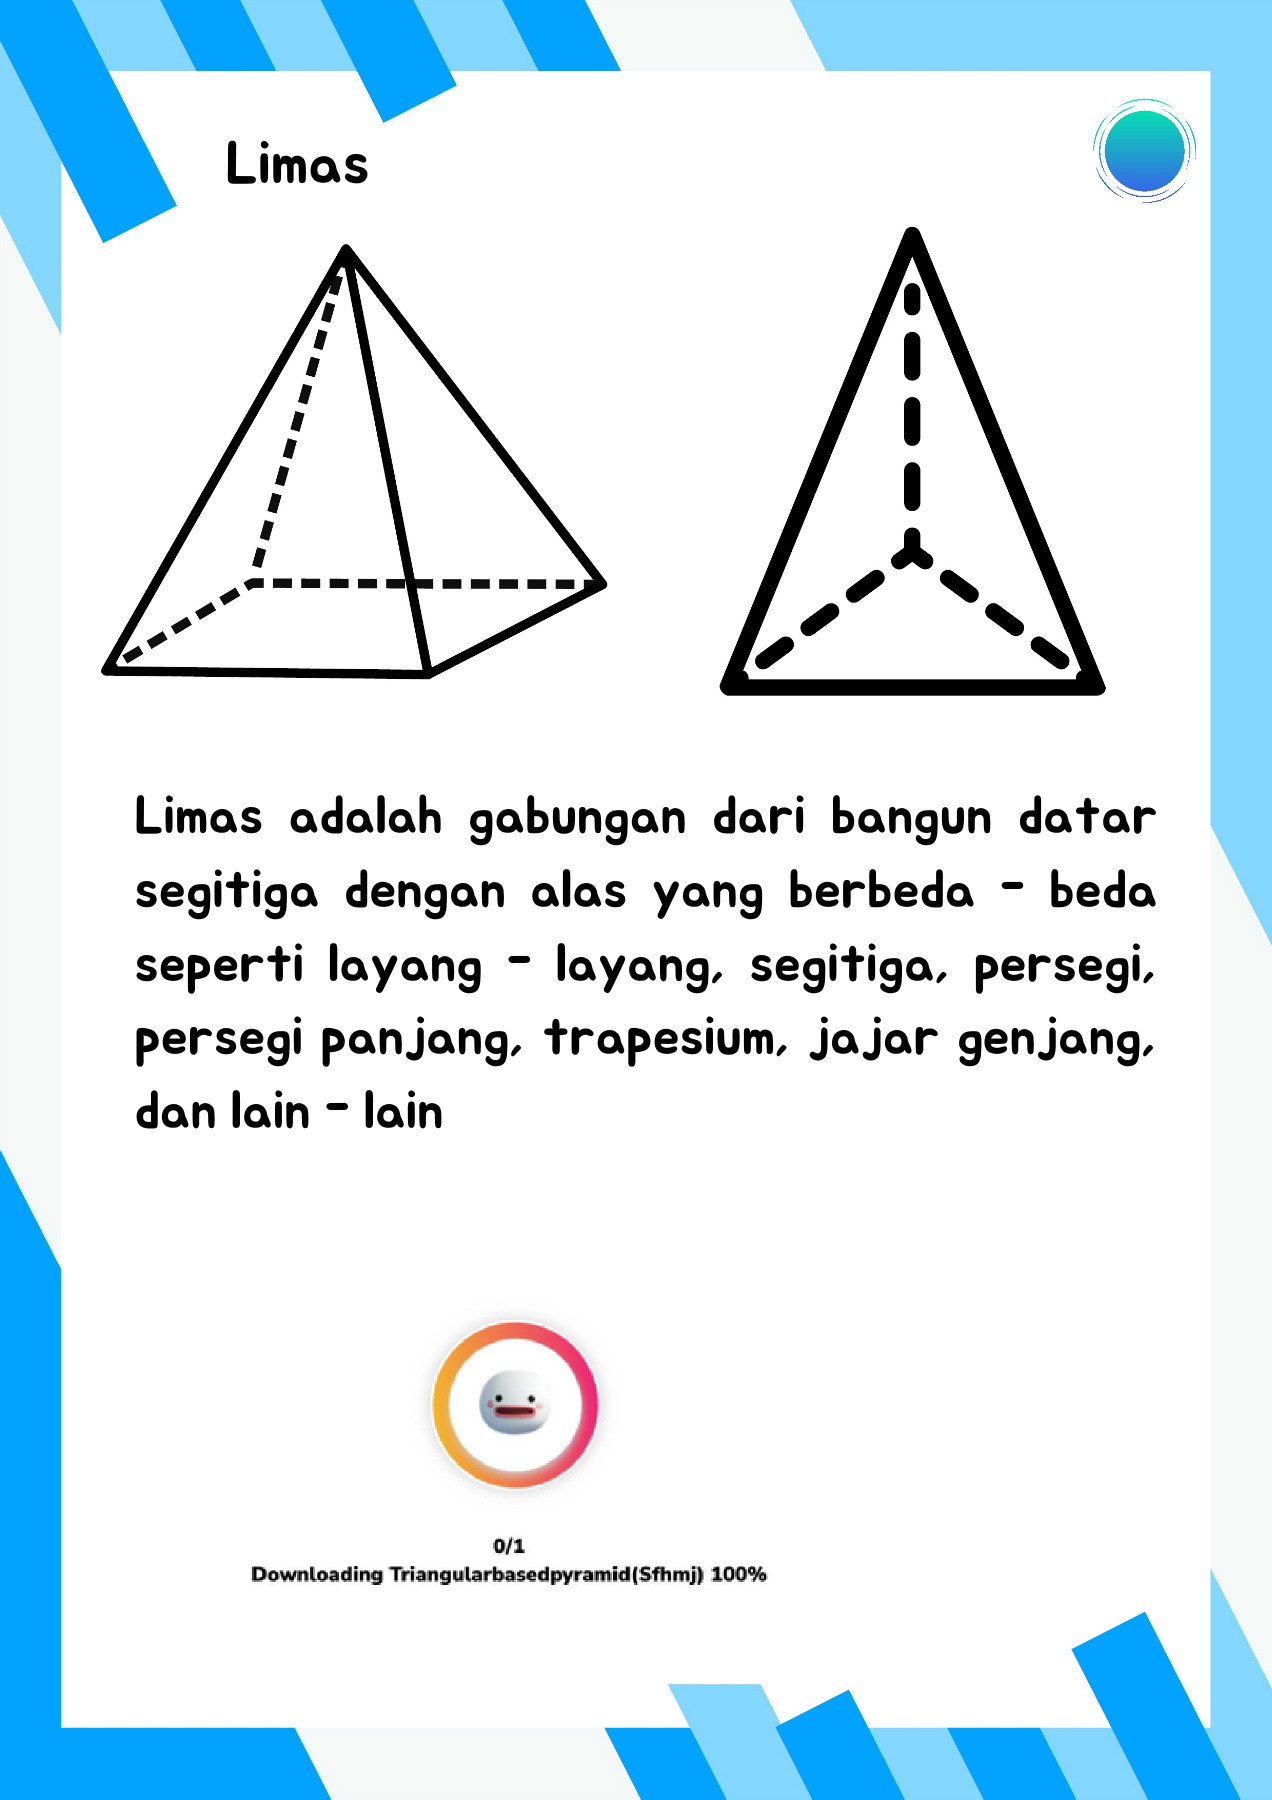 Limas
Limas adalah gabungan dari bangun datar
segitiga dengan alas yang berbeda - beda
seperti layang - layang, segitiga, persegi,
persegi panjang, trapesium, jajar genjang,
dan lain - lain
0/1
Downloading Triangularbasedpyramid(Sfhmj) 100%